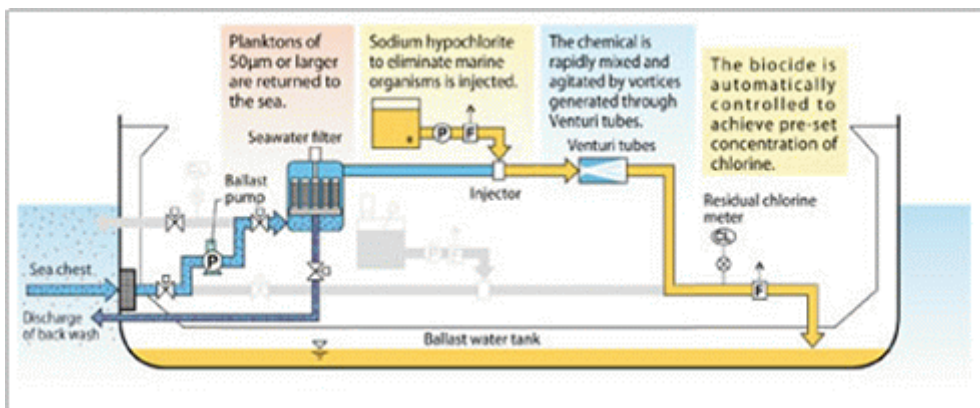 Planktons of
50µm or larger
are returned to
the sea.
Seawater filter
Sodium hypochlorite
to eliminate marine
organisms is injected.
The chemical is
rapidly mixed and
agitated by vortices
generated through
Venturi tubes.
Venturi tubes
The biocide is
automatically
controlled to
achieve pre-set
concentration of
chlorine.
P
F
Injector
Ballast
pump
P
Residual chlorine
meter
CL
P
F
F
Sea chest
Discharge
of back wash
Ballast water tank